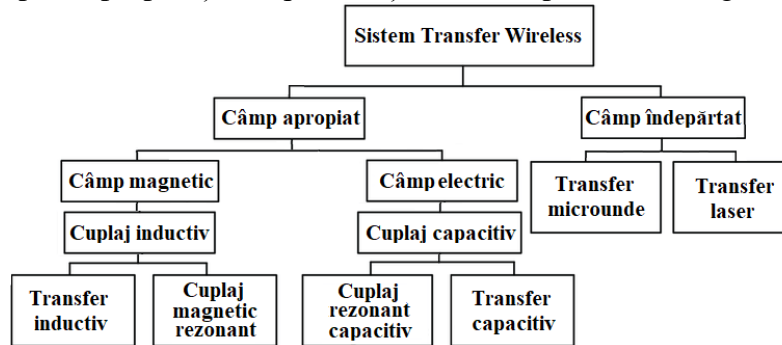 Sistem Transfer Wireless
Câmp apropiat
Câmp îndepărtat
Câmp magnetic
Câmp electric
Transfer
microunde
Transfer
laser
Cuplaj inductiv
Cuplaj capacitiv
Transfer
inductiv
Cuplaj
magnetic
rezonant
Cuplaj
rezonant
capacitiv
Transfer
capacitiv